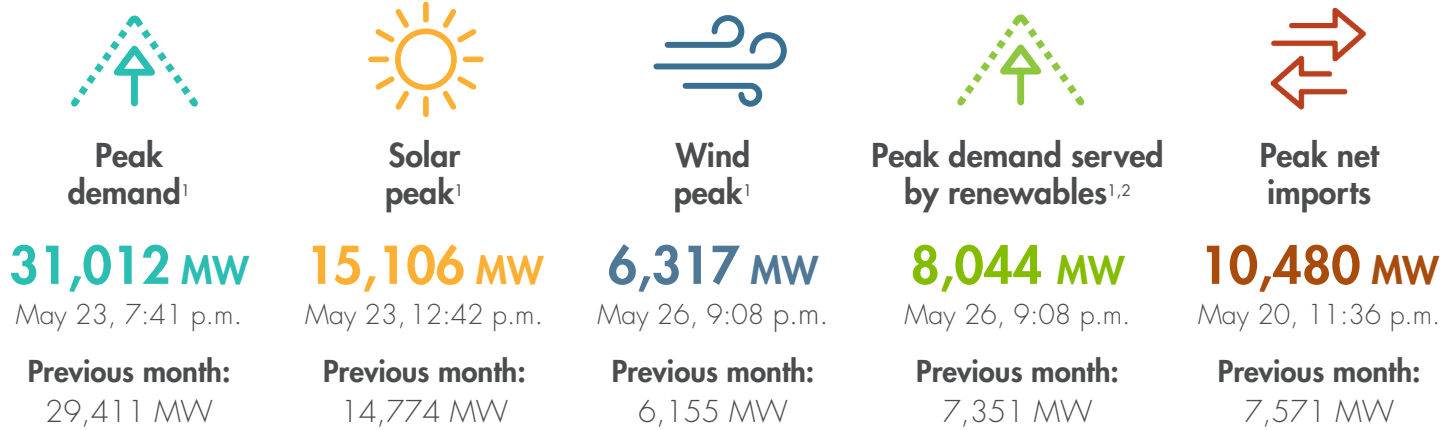 Peak
demand1
31,012 MW
May 23, 7:41 p.m.
Previous month:
29,411 MW
Solar
peak1
15,106 MW
May 23, 12:42 p.m.
Previous month:
14,774 MW
Wind
peak1
6,317 MW
May 26, 9:08 p.m.
Previous month:
6,155 MW
Peak demand served
by renewables1,2
8,044 MW
May 26, 9:08 p.m.
Previous month:
7,351 MW
Peak net
imports
10,480 MW
May 20, 11:36 p.m.
Previous month:
7,571 MW